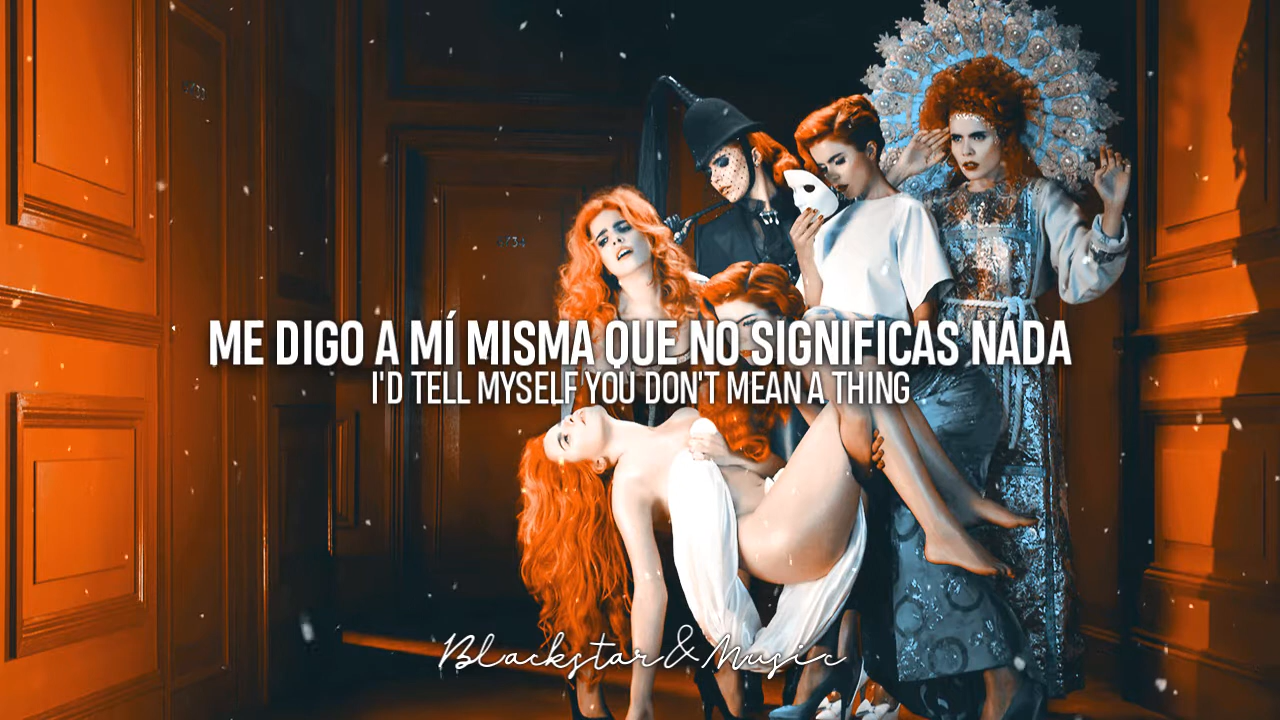 ME DIGO A MÍ MISMA QUE NO SIGNIFICAS NADA
I'D TELL MYSELF YOU DON'T MEAN A THING
Blackstar&Music